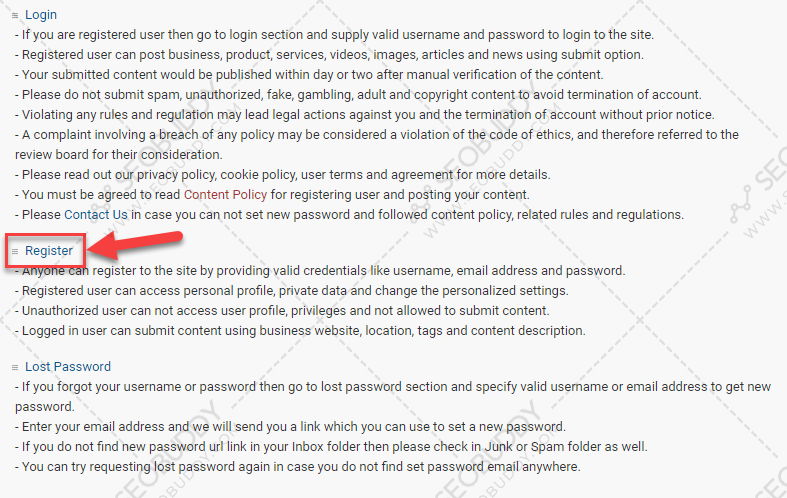 Login
- If you are registered user then go to login section and supply valid username and password to login to the site.
- Registered user can post business, product, services, videos, images, articles and news using submit option.
- Your submitted content would be published within day or two after manual verification of the content.
- Please do not submit spam, unauthorized, fake, gambling, adult and copyright content to avoid termination of account.
- Violating any rules and regulation may lead legal actions against you and the termination of account without prior notice.
- A complaint involving a breach of any policy may be considered a violation of the code of ethics, and therefore referred to the
review board for their consideration.
- Please read out our privacy policy, cookie policy, user terms and agreement for more details.
- You must be agreed to read Content Policy for registering user and posting your content.
- Please Contact Us in case you can not set new password and followed content policy, related rules and regulations.
Register
- Anyone can register to the site by providing valid credentials like username, email address and password.
- Registered user can access personal profile, private data and change the personalized settings.
- Unauthorized user can not access user profile, privileges and not allowed to submit content.
- Logged in user can submit content using business website, location, tags and content description.
Lost Password
- If you forgot your username or password then go to lost password section and specify valid username or email address to get new
password.
- Enter your email address and we will send you a link which you can use to set a new password.
- If you do not find new password url link in your Inbox folder then please check in Junk or Spam folder as well.
- You can try requesting lost password again in case you do not find set password email anywhere.
SEOBUDDY
WWW.SEOBUDDY.COM